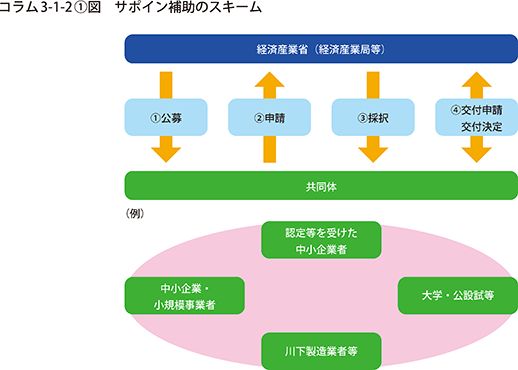 コラム3-1-2①図　サポイン補助のスキーム
経済産業省（経済産業局等）
①公募
②申請
③採択
④交付申請
交付決定
共同体
（例）
認定等を受けた
中小企業者
中小企業・
小規模事業者
大学・公設試等
川下製造業者等